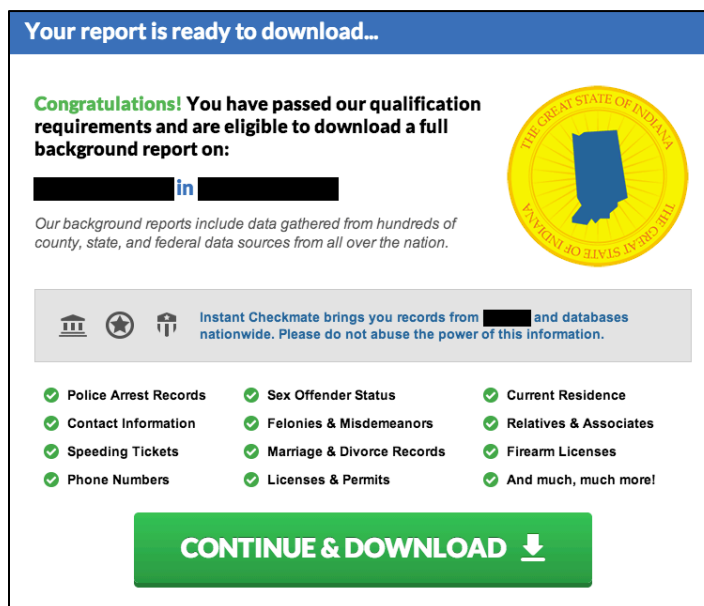 Your report is ready to download...
Congratulations! You have passed our qualification
requirements and are eligible to download a full
background report on:
in
Our background reports include data gathered from hundreds of
county, state, and federal data sources from all over the nation.
THE GREAT STATE OF INDIANA
THE GREAT STATE OF INDIANA
Instant Checkmate brings you records from and databases
nationwide. Please do not abuse the power of this information.
Police Arrest Records
Sex Offender Status
Current Residence
Contact Information
Felonies & Misdemeanors
Relatives & Associates
Speeding Tickets
Marriage & Divorce Records
Firearm Licenses
Phone Numbers
Licenses & Permits
And much, much more!
CONTINUE & DOWNLOAD